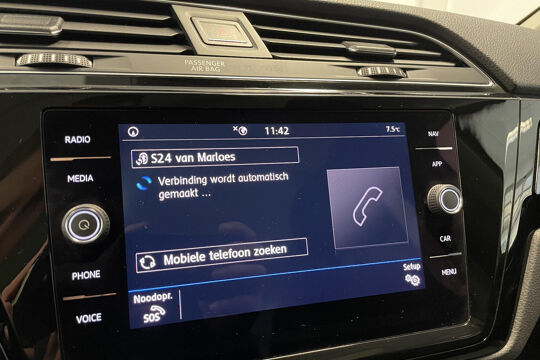 PASSENGER
AIR BAG
RADIO
MEDIA
PHONE
VOICE
NAV
APP
CAR
MENU
11:42
7.5°C
S24 van Marloes
Verbinding wordt automatisch
gemaakt ...
Mobiele telefoon zoeken
Setup
Noodopr.
SOS